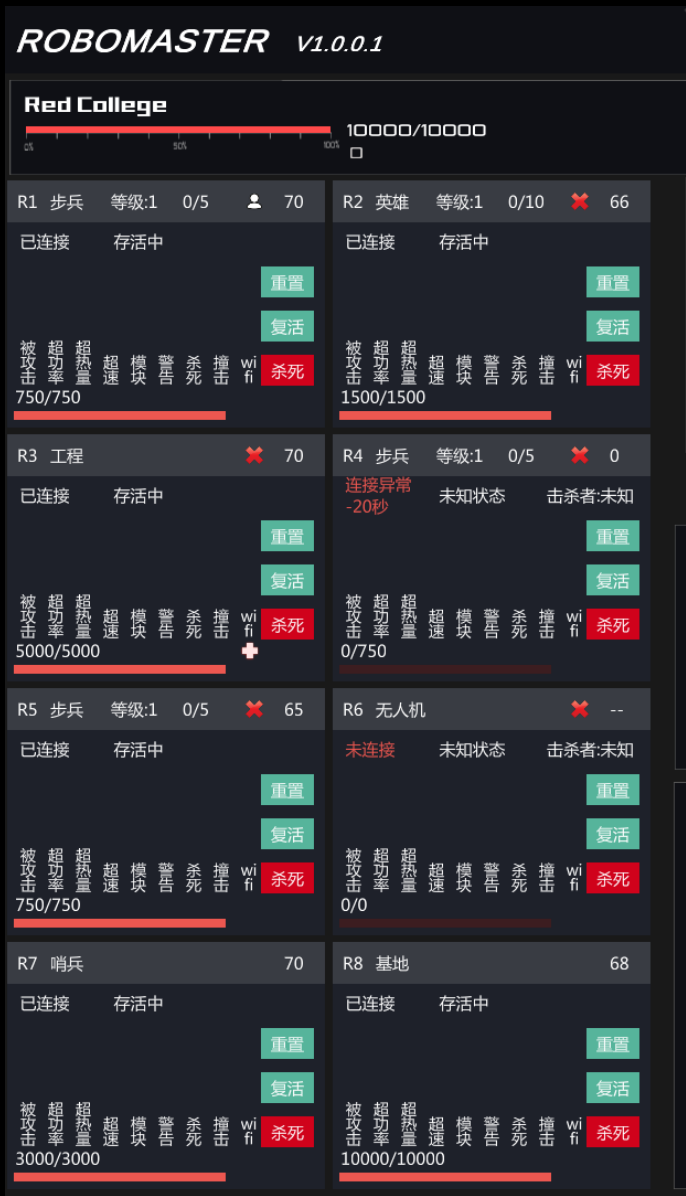 ROBOMASTER V1.0.0.1
Red College
10000/10000
0% 50% 100%
R1 步兵 等级:1 0/5 70
已连接 存活中
重置
复活
被攻击 超功率 超热量 超速 模块 警告 杀死 撞击 wifi 杀死
750/750
R2 英雄 等级:1 0/10 66
已连接 存活中
重置
复活
被攻击 超功率 超热量 超速 模块 警告 杀死 撞击 wifi 杀死
1500/1500
R3 工程 70
已连接 存活中
重置
复活
被攻击 超功率 超热量 超速 模块 警告 杀死 撞击 wifi 杀死
5000/5000
R4 步兵 等级:1 0/5 0
连接异常
-20秒
未知状态 击杀者:未知
重置
复活
被攻击 超功率 超热量 超速 模块 警告 杀死 撞击 wifi 杀死
0/750
R5 步兵 等级:1 0/5 65
已连接 存活中
重置
复活
被攻击 超功率 超热量 超速 模块 警告 杀死 撞击 wifi 杀死
750/750
R6 无人机 --
未连接 未知状态 击杀者:未知
重置
复活
被攻击 超功率 超热量 超速 模块 警告 杀死 撞击 wifi 杀死
0/0
R7 哨兵 70
已连接 存活中
重置
复活
被攻击 超功率 超热量 超速 模块 警告 杀死 撞击 wifi 杀死
3000/3000
R8 基地 68
已连接 存活中
重置
复活
被攻击 超功率 超热量 超速 模块 警告 杀死 撞击 wifi 杀死
10000/10000